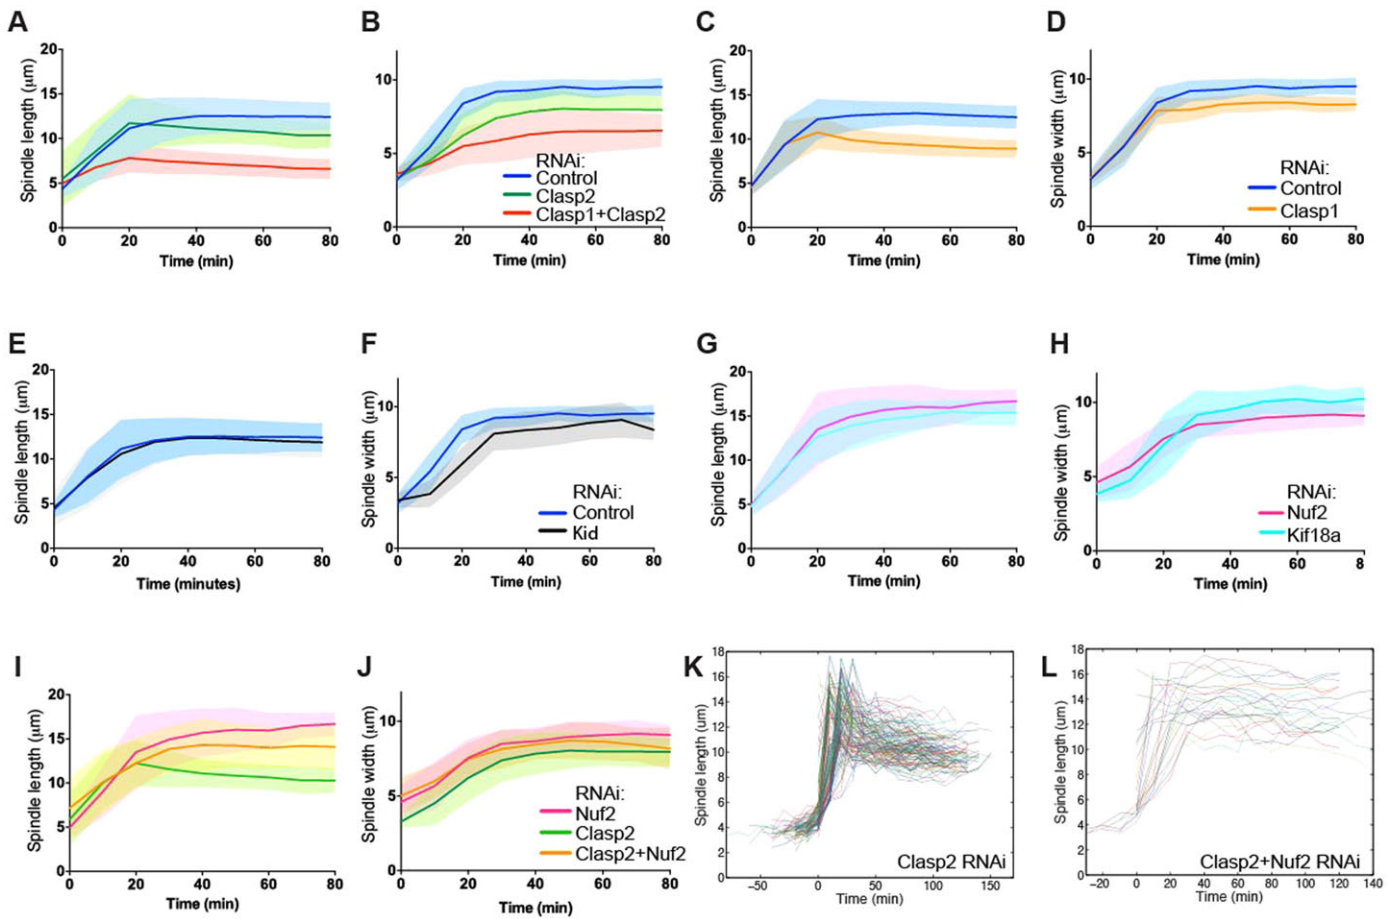 A
B
C
D
Spindle length (μm)
20
15
10
5
0
0 20 40 60 80
Time (min)
Spindle width (μm)
10
5
0
0 20 40 60 80
Time (min)
RNAi:
Control
Clasp2
Clasp1+Clasp2
Spindle length (μm)
20
15
10
5
0
0 20 40 60 80
Time (min)
Spindle width (μm)
10
5
0
0 20 40 60 80
Time (min)
RNAi:
Control
Clasp1
E
F
G
H
Spindle length (μm)
20
15
10
5
0
0 20 40 60 80
Time (minutes)
Spindle width (μm)
10
5
0
0 20 40 60 80
Time (min)
RNAi:
Control
Kid
Spindle length (μm)
20
15
10
5
0
0 20 40 60 80
Time (min)
Spindle width (μm)
10
5
0
0 20 40 60 8
Time (min)
RNAi:
Nuf2
Kif18a
I
J
K
L
Spindle length (μm)
20
15
10
5
0
0 20 40 60 80
Time (min)
Spindle width (μm)
10
5
0
0 20 40 60 80
Time (min)
RNAi:
Nuf2
Clasp2
Clasp2+Nuf2
Spindle length (um)
18
16
14
12
10
8
6
4
2
0
−50 0 50 100 150
Time (min)
Clasp2 RNAi
Spindle length (um)
18
16
14
12
10
8
6
4
2
0
−20 0 20 40 60 80 100 120 140
Time (min)
Clasp2+Nuf2 RNAi